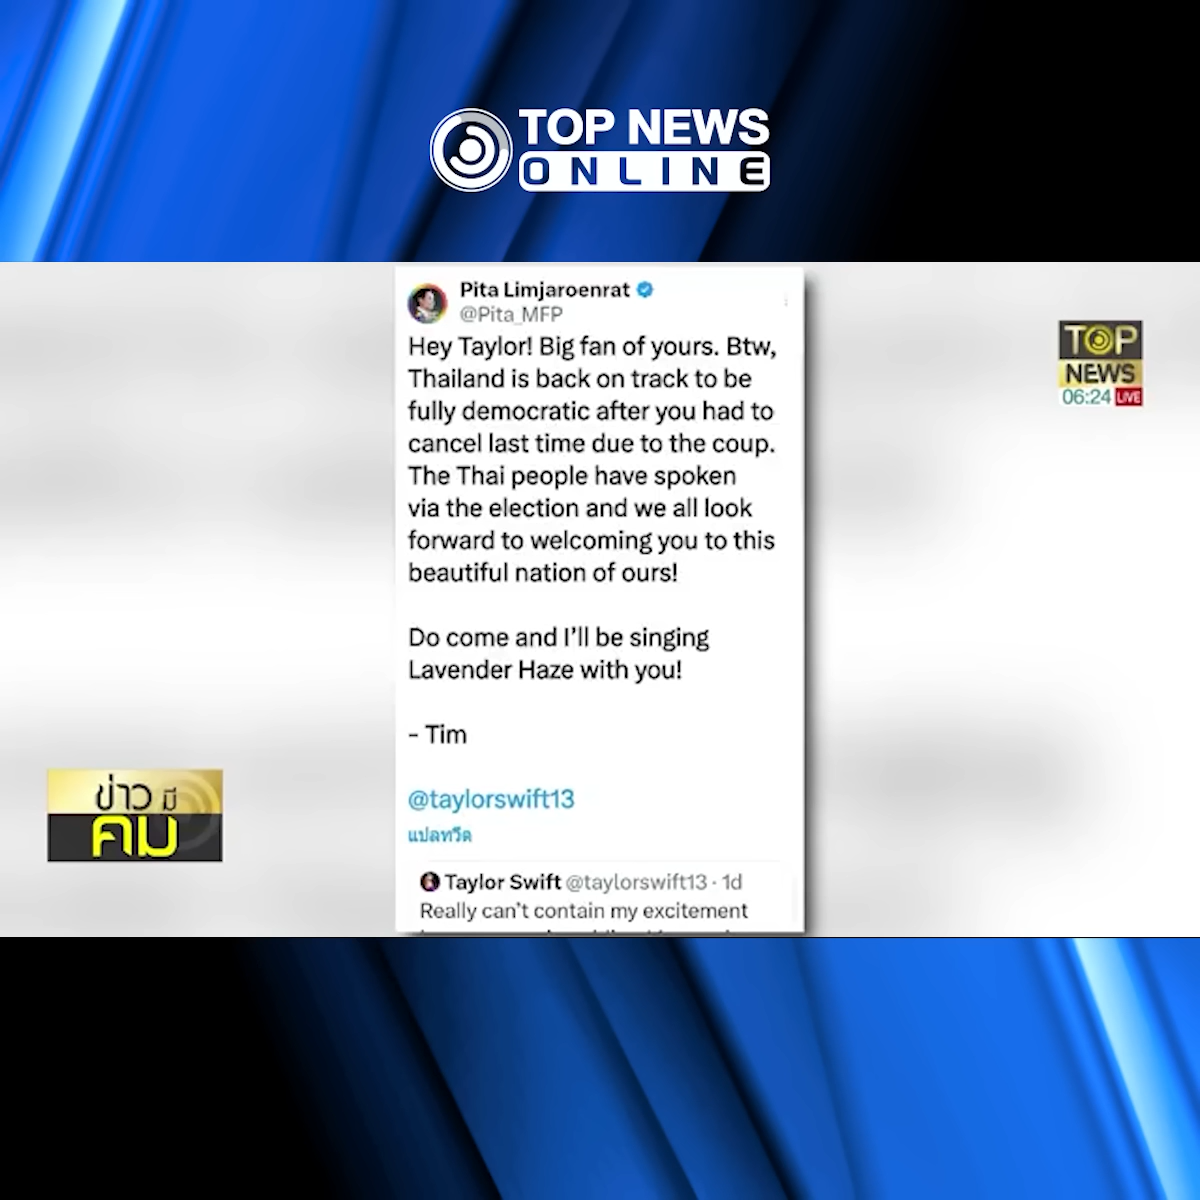 TOP NEWS
ONLINE
Pita Limjaroenrat
@Pita_MFP
Hey Taylor! Big fan of yours. Btw,
Thailand is back on track to be
fully democratic after you had to
cancel last time due to the coup.
The Thai people have spoken
via the election and we all look
forward to welcoming you to this
beautiful nation of ours!
Do come and I'll be singing
Lavender Haze with you!
- Tim
@taylorswift13
แปลทวีต
Taylor Swift @taylorswift13 · 1d
Really can't contain my excitement
TOP
NEWS
06:24 LIVE
ข่าวมี
คม